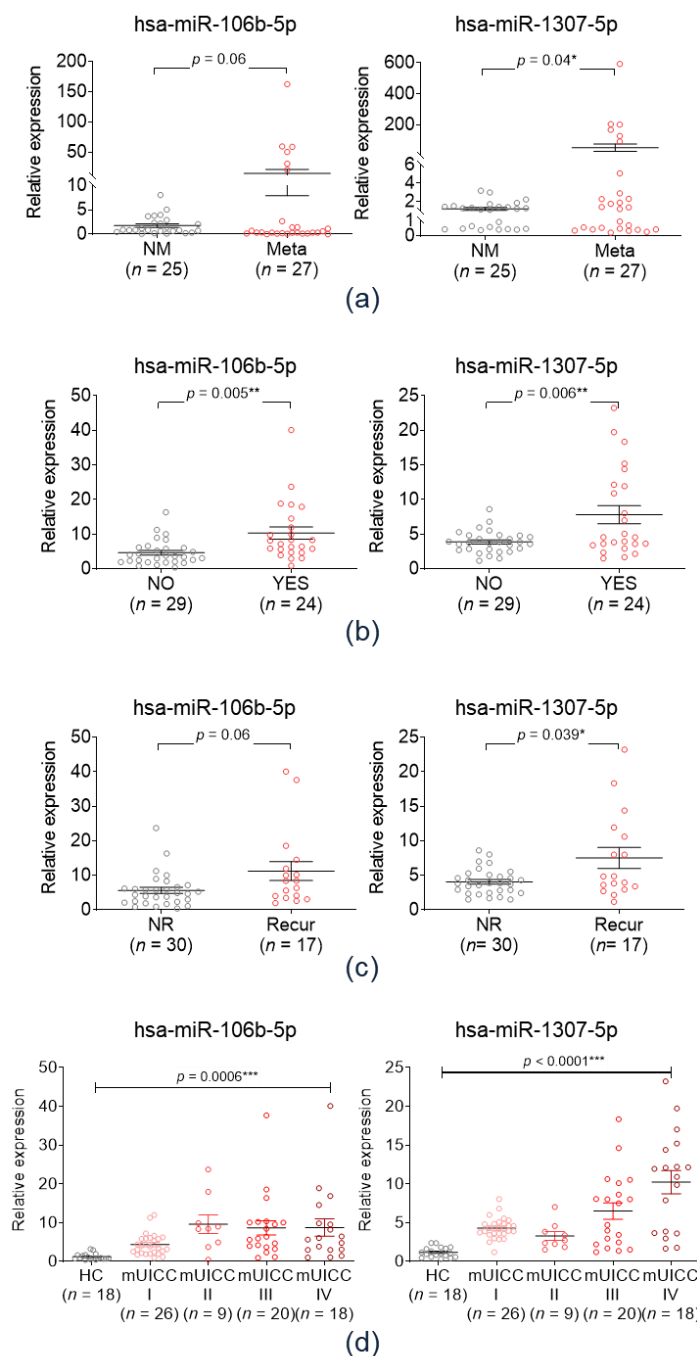 hsa-miR-106b-5p
Relative expression
200
150
100
50
10
5
0
p = 0.06
NM
(n = 25)
Meta
(n = 27)
hsa-miR-1307-5p
Relative expression
600
400
200
6
4
2
1
0
p = 0.04*
NM
(n = 25)
Meta
(n = 27)
(a)
hsa-miR-106b-5p
Relative expression
50
40
30
20
10
0
p = 0.005**
NO
(n = 29)
YES
(n = 24)
hsa-miR-1307-5p
Relative expression
25
20
15
10
5
0
p = 0.006**
NO
(n = 29)
YES
(n = 24)
(b)
hsa-miR-106b-5p
Relative expression
50
40
30
20
10
0
p = 0.06
NR
(n = 30)
Recur
(n = 17)
hsa-miR-1307-5p
Relative expression
25
20
15
10
5
0
p = 0.039*
NR
(n= 30)
Recur
(n= 17)
(c)
hsa-miR-106b-5p
Relative expression
50
40
30
20
10
0
p = 0.0006***
HC mUICC mUICC mUICC mUICC
(n = 18) I II III IV
(n = 26) (n = 9) (n = 20)(n = 18)
hsa-miR-1307-5p
Relative expression
25
20
15
10
5
0
p < 0.0001***
HC mUICC mUICC mUICC mUICC
(n = 18) I II III IV
(n = 26) (n = 9) (n = 20)(n = 18)
(d)